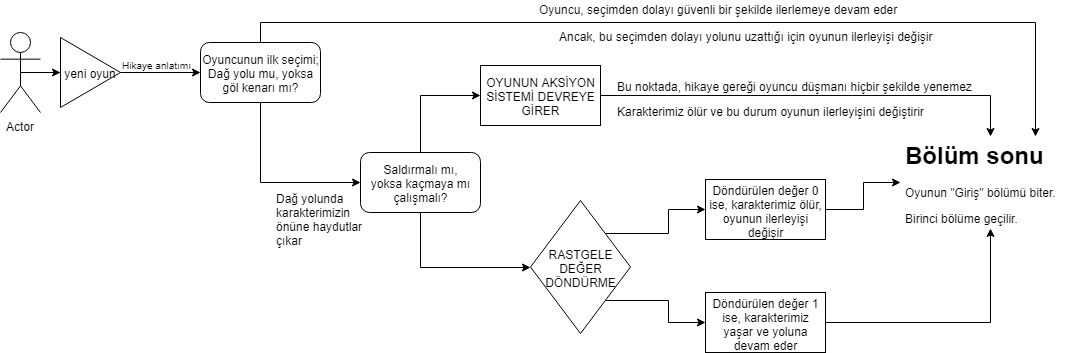 Actor
yeni oyun
Hikaye anlatımı
Oyuncunun ilk seçimi;
Dağ yolu mu, yoksa
göl kenarı mı?
Oyuncu, seçimden dolayı güvenli bir şekilde ilerlemeye devam eder
Ancak, bu seçimden dolayı yolunu uzattığı için oyunun ilerleyişi değişir
Dağ yolunda
karakterimizin
önüne haydutlar
çıkar
Saldırmalı mı,
yoksa kaçmaya mı
çalışmalı?
OYUNUN AKSİYON
SİSTEMİ DEVREYE
GİRER
Bu noktada, hikaye gereği oyuncu düşmanı hiçbir şekilde yenemez
Karakterimiz ölür ve bu durum oyunun ilerleyişini değiştirir
RASTGELE
DEĞER
DÖNDÜRME
Döndürülen değer 0
ise, karakterimiz ölür,
oyunun ilerleyişi
değişir
Döndürülen değer 1
ise, karakterimiz
yaşar ve yoluna
devam eder
Bölüm sonu
Oyunun "Giriş" bölümü biter.
Birinci bölüme geçilir.